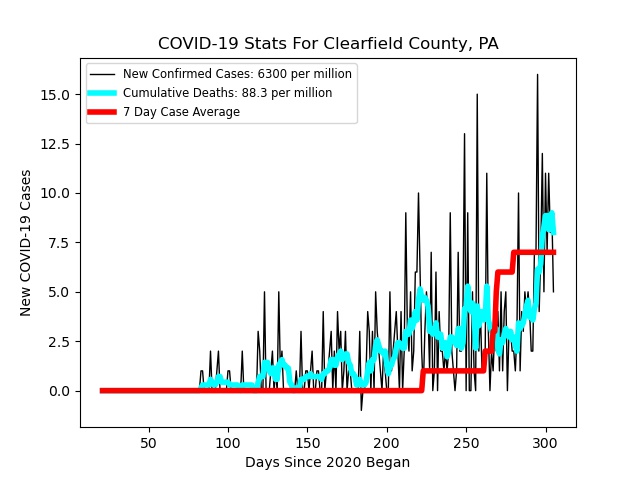 COVID-19 Stats For Clearfield County, PA
New Confirmed Cases: 6300 per million
Cumulative Deaths: 88.3 per million
7 Day Case Average
15.0
12.5
10.0
7.5
5.0
2.5
0.0
New COVID-19 Cases
50 100 150 200 250 300
Days Since 2020 Began